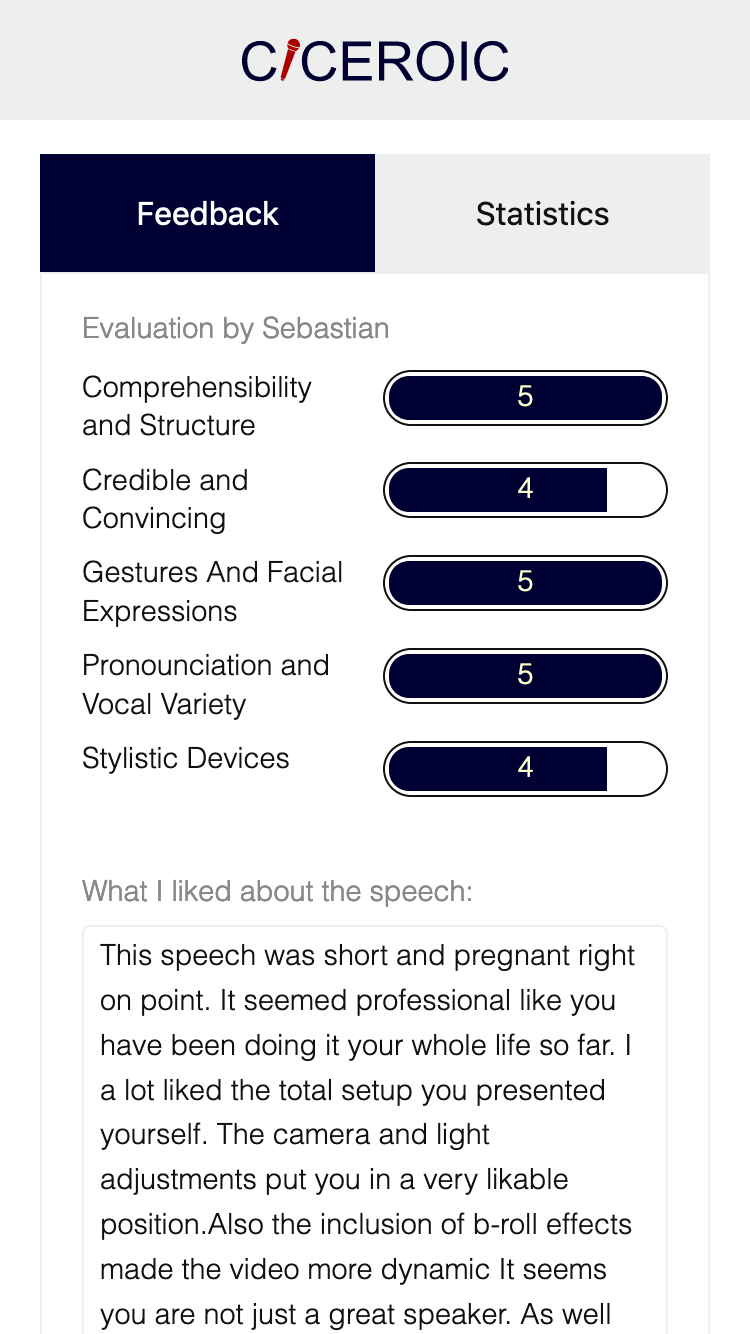 CICEROIC
Feedback
Statistics
Evaluation by Sebastian
Comprehensibility
and Structure
5
Credible and
Convincing
4
Gestures And Facial
Expressions
5
Pronounciation and
Vocal Variety
5
Stylistic Devices
4
What I liked about the speech:
This speech was short and pregnant right
on point. It seemed professional like you
have been doing it your whole life so far. I
a lot liked the total setup you presented
yourself. The camera and light
adjustments put you in a very likable
position.Also the inclusion of b-roll effects
made the video more dynamic It seems
you are not just a great speaker. As well